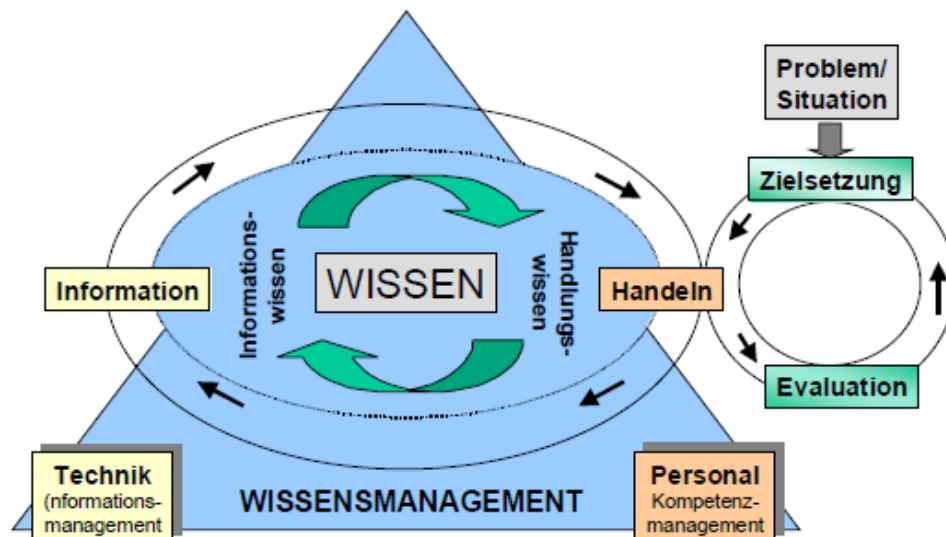 Problem/
Situation
Zielsetzung
Informations-
wissen
WISSEN
Handlungs-
wissen
Information
Handeln
Evaluation
Technik
(nformations-
management
WISSENSMANAGEMENT
Personal
Kompetenz-
management